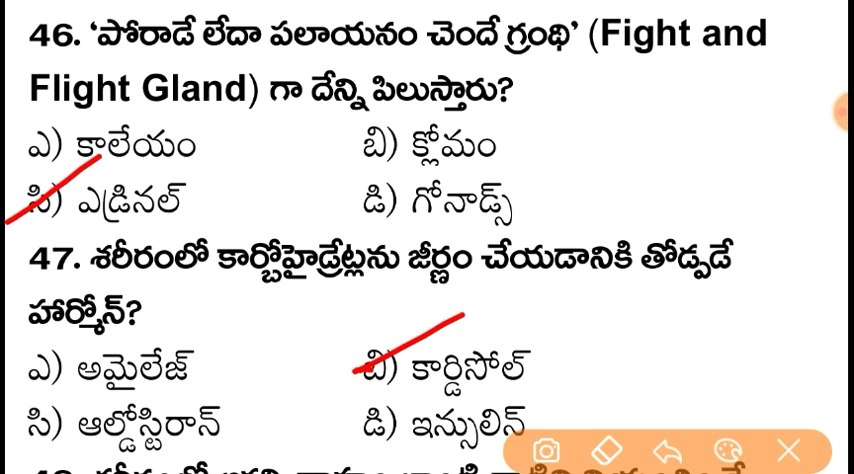 46. ‘పోరాడే లేదా పలాయనం చెందే గ్రంథి’ (Fight and
Flight Gland) గా దేన్ని పిలుస్తారు?
ఎ) కాలేయం బి) క్లోమం
సి) ఎడ్రినల్ డి) గోనాడ్స్
47. శరీరంలో కార్బోహైడ్రేట్లను జీర్ణం చేయడానికి తోడ్పడే
హార్మోన్?
ఎ) అమైలేజ్ బి) కార్డిసోల్
సి) ఆల్డోస్టిరాన్ డి) ఇన్సులిన్